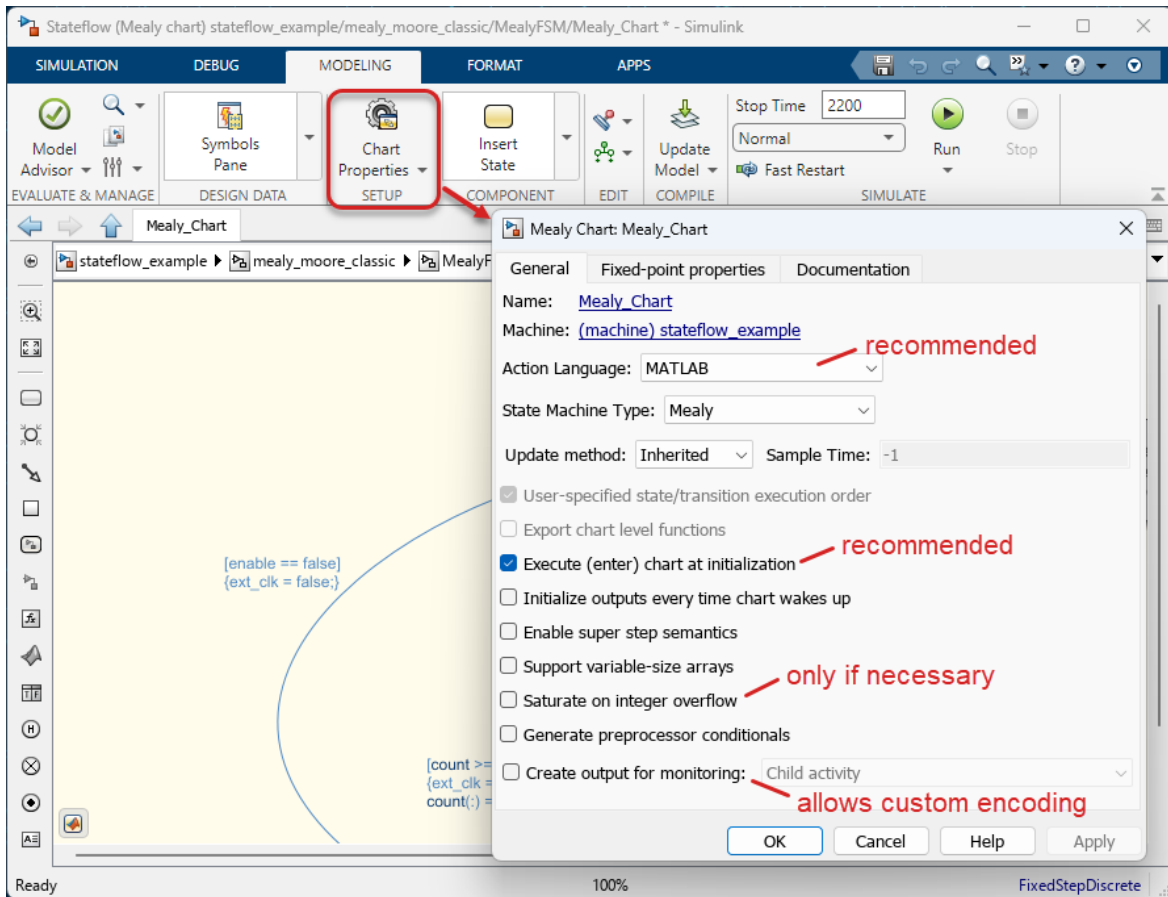 Stateflow (Mealy chart) stateflow_example/mealy_moore_classic/MealyFSM/Mealy_Chart * - Simulink
SIMULATION DEBUG MODELING FORMAT APPS
Model Advisor
EVALUATE & MANAGE
Symbols Pane
DESIGN DATA
Chart Properties
SETUP
Insert State
COMPONENT
EDIT
Update Model
COMPILE
Stop Time 2200
Normal
Fast Restart
Run
Stop
SIMULATE
Mealy_Chart
stateflow_example mealy_moore_classic MealyF
[enable == false]
{ext_clk = false;}
[count >=
{ext_clk =
count(:) =
Mealy Chart: Mealy_Chart
General Fixed-point properties Documentation
Name: Mealy_Chart
Machine: (machine) stateflow_example
recommended
Action Language: MATLAB
State Machine Type: Mealy
Update method: Inherited Sample Time: -1
User-specified state/transition execution order
Export chart level functions
recommended
Execute (enter) chart at initialization
Initialize outputs every time chart wakes up
Enable super step semantics
Support variable-size arrays
only if necessary
Saturate on integer overflow
Generate preprocessor conditionals
Create output for monitoring: Child activity
allows custom encoding
OK Cancel Help Apply
Ready 100% FixedStepDiscrete